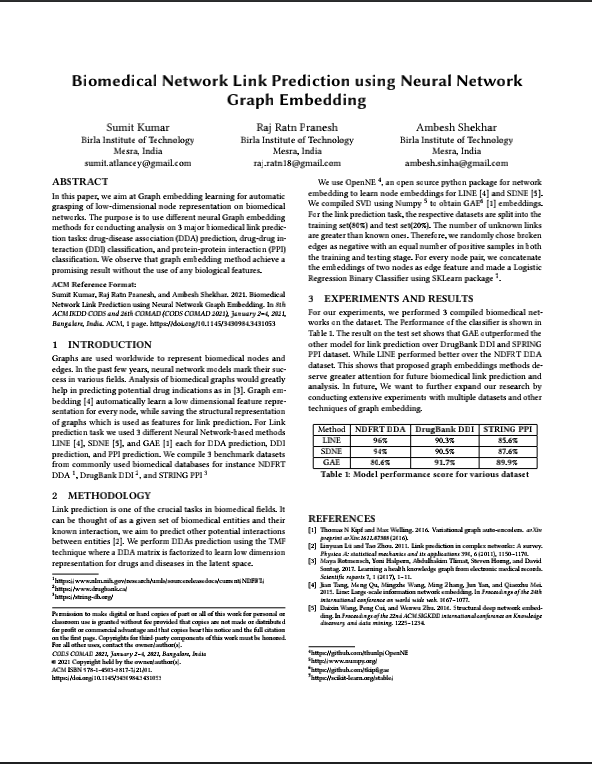 Biomedical Network Link Prediction using Neural Network
Graph Embedding
Sumit Kumar
Birla Institute of Technology
Mesra, India
sumit.atlancey@gmail.com
Raj Ratn Pranesh
Birla Institute of Technology
Mesra, India
raj.ratn18@gmail.com
Ambesh Shekhar
Birla Institute of Technology
Mesra, India
ambesh.sinha@gmail.com
ABSTRACT
In this paper, we aim at Graph embedding learning for automatic
grasping of low-dimensional node representation on biomedical
networks. The purpose is to use different neural Graph embedding
methods for conducting analysis on 3 major biomedical link predic-
tion tasks: drug-disease association (DDA) prediction, drug-drug in-
teraction (DDI) classification, and protein-protein interaction (PPI)
classification. We observe that graph embedding method achieve a
promising result without the use of any biological features.
ACM Reference Format:
Sumit Kumar, Raj Ratn Pranesh, and Ambesh Shekhar. 2021. Biomedical
Network Link Prediction using Neural Network Graph Embedding. In 8th
ACM IKDD CODS and 26th COMAD (CODS COMAD 2021), January 2–4, 2021,
Bangalore, India. ACM, 1 page. https://doi.org/10.1145/3430984.3431053
1 INTRODUCTION
Graphs are used worldwide to represent biomedical nodes and
edges. In the past few years, neural network models mark their suc-
cess in various fields. Analysis of biomedical graphs would greatly
help in predicting potential drug indications as in [3]. Graph em-
bedding [4] automatically learn a low dimensional feature repre-
sentation for every node, while saving the structural representation
of graphs which is used as features for link prediction. For Link
prediction task we used 3 different Neural Network-based methods
LINE [4], SDNE [5], and GAE [1] each for DDA prediction, DDI
prediction, and PPI prediction. We compile 3 benchmark datasets
from commonly used biomedical databases for instance NDFRT
DDA 1, DrugBank DDI 2, and STRING PPI 3
2 METHODOLOGY
Link prediction is one of the crucial tasks in biomedical fields. It
can be thought of as a given set of biomedical entities and their
known interaction, we aim to predict other potential interactions
between entities [2]. We perform DDAs prediction using the TMF
technique where a DDA matrix is factorized to learn low dimension
representation for drugs and diseases in the latent space.
1https://www.nlm.nih.gov/research/umls/sourcereleasedocs/current/NDFRT/
2https://www.drugbank.ca/
3https://string-db.org/
Permission to make digital or hard copies of part or all of this work for personal or
classroom use is granted without fee provided that copies are not made or distributed
for profit or commercial advantage and that copies bear this notice and the full citation
on the first page. Copyrights for third-party components of this work must be honored.
For all other uses, contact the owner/author(s).
CODS COMAD 2021, January 2–4, 2021, Bangalore, India
© 2021 Copyright held by the owner/author(s).
ACM ISBN 978-1-4503-8817-7/21/01.
https://doi.org/10.1145/3430984.3431053
We use OpenNE 4, an open source python package for network
embedding to learn node embeddings for LINE [4] and SDNE [5].
We compiled SVD using Numpy 5 to obtain GAE6 [1] embeddings.
For the link prediction task, the respective datasets are split into the
training set(80%) and test set(20%). The number of unknown links
are greater than known ones. Therefore, we randomly chose broken
edges as negative with an equal number of positive samples in both
the training and testing stage. For every node pair, we concatenate
the embeddings of two nodes as edge feature and made a Logistic
Regression Binary Classifier using SKLearn package 7.
3 EXPERIMENTS AND RESULTS
For our experiments, we performed 3 compiled biomedical net-
works on the dataset. The Performance of the classifier is shown in
Table 1. The result on the test set shows that GAE outperformed the
other model for link prediction over DrugBank DDI and SPRING
PPI dataset. While LINE performed better over the NDFRT DDA
dataset. This shows that proposed graph embeddings methods de-
serve greater attention for future biomedical link prediction and
analysis. In future, We want to further expand our research by
conducting extensive experiments with multiple datasets and other
techniques of graph embedding.
Method NDFRT DDA DrugBank DDI STRING PPI
LINE 96% 90.3% 85.6%
SDNE 94% 90.5% 87.6%
GAE 80.6% 91.7% 89.9%
Table 1: Model performance score for various dataset
REFERENCES
[1] Thomas N Kipf and Max Welling. 2016. Variational graph auto-encoders. arXiv
preprint arXiv:1611.07308 (2016).
[2] Linyuan Lü and Tao Zhou. 2011. Link prediction in complex networks: A survey.
Physica A: statistical mechanics and its applications 390, 6 (2011), 1150–1170.
[3] Maya Rotmensch, Yoni Halpern, Abdulhakim Tlimat, Steven Horng, and David
Sontag. 2017. Learning a health knowledge graph from electronic medical records.
Scientific reports 7, 1 (2017), 1–11.
[4] Jian Tang, Meng Qu, Mingzhe Wang, Ming Zhang, Jun Yan, and Qiaozhu Mei.
2015. Line: Large-scale information network embedding. In Proceedings of the 24th
international conference on world wide web. 1067–1077.
[5] Daixin Wang, Peng Cui, and Wenwu Zhu. 2016. Structural deep network embed-
ding. In Proceedings of the 22nd ACM SIGKDD international conference on Knowledge
discovery and data mining. 1225–1234.
4https://github.com/thunlp/OpenNE
5http://www.numpy.org/
6https://github.com/tkipf/gae
7https://scikit-learn.org/stable/